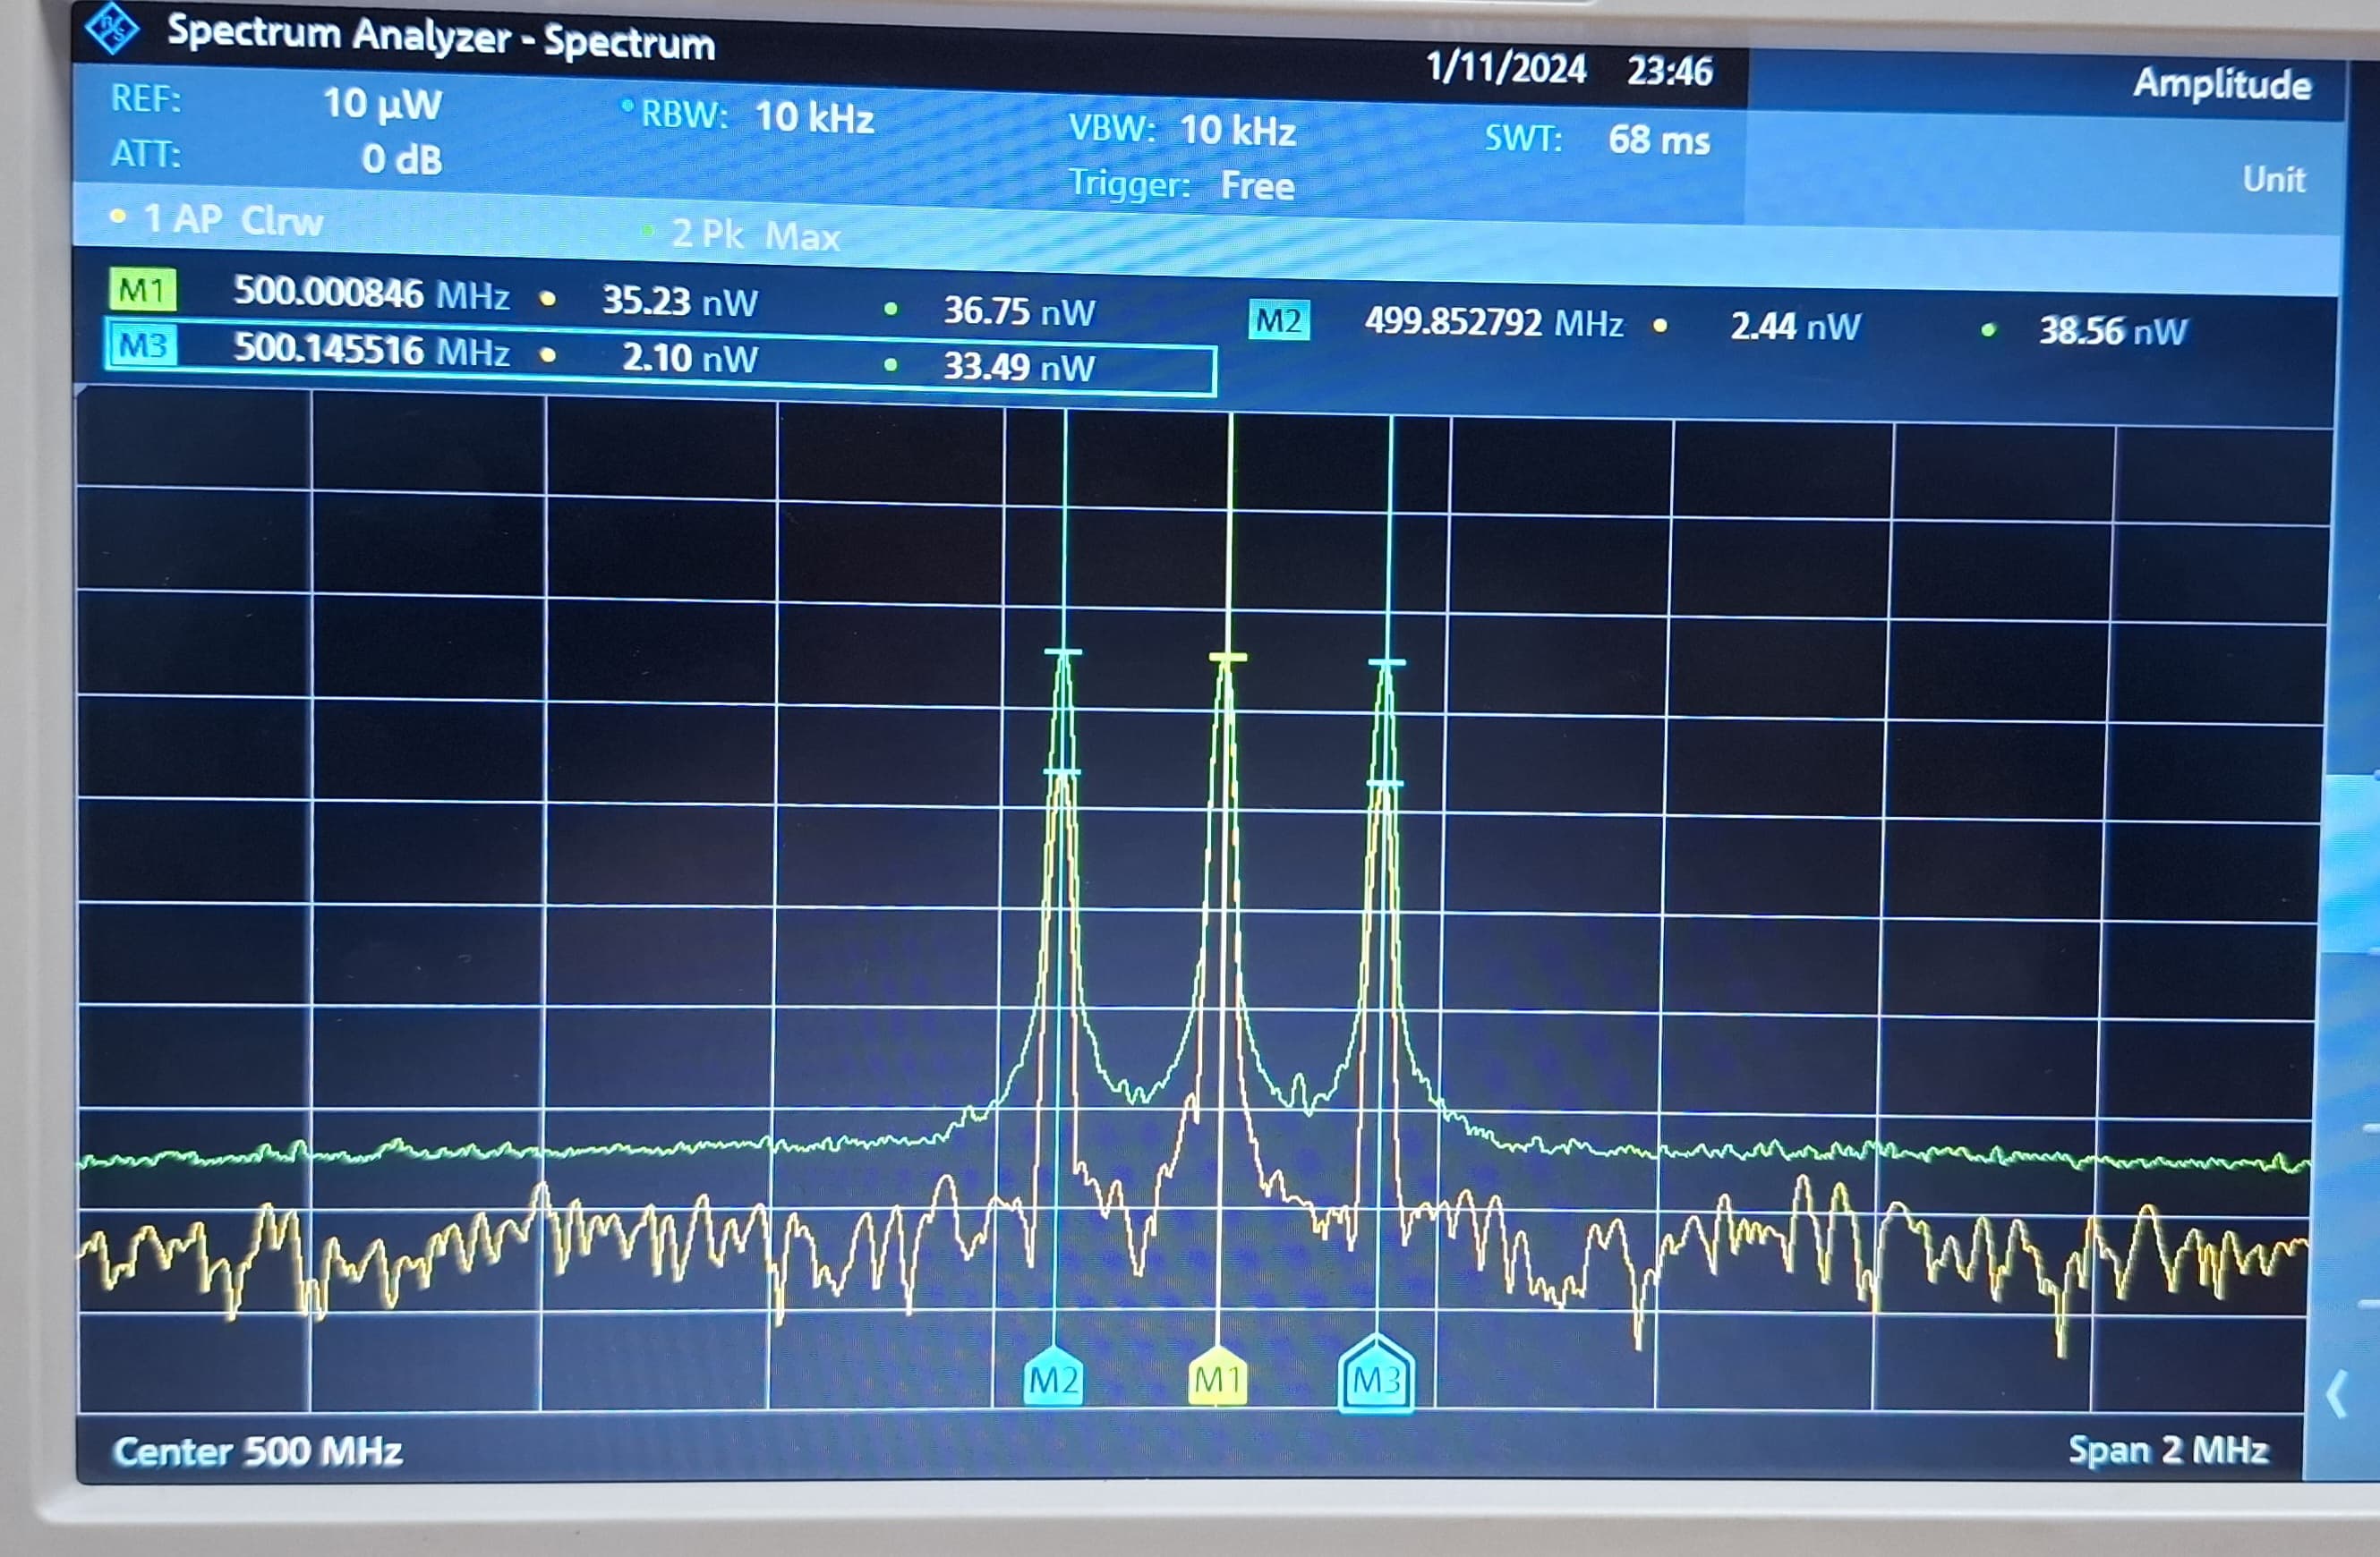 R/S Spectrum Analyzer - Spectrum 1/11/2024 23:46 Amplitude
REF: 10 µW RBW: 10 kHz VBW: 10 kHz SWT: 68 ms
ATT: 0 dB Trigger: Free Unit
1 AP Clrw 2 Pk Max
M1 500.000846 MHz 35.23 nW 36.75 nW M2 499.852792 MHz 2.44 nW 38.56 nW
M3 500.145516 MHz 2.10 nW 33.49 nW
M2 M1 M3
Center 500 MHz Span 2 MHz